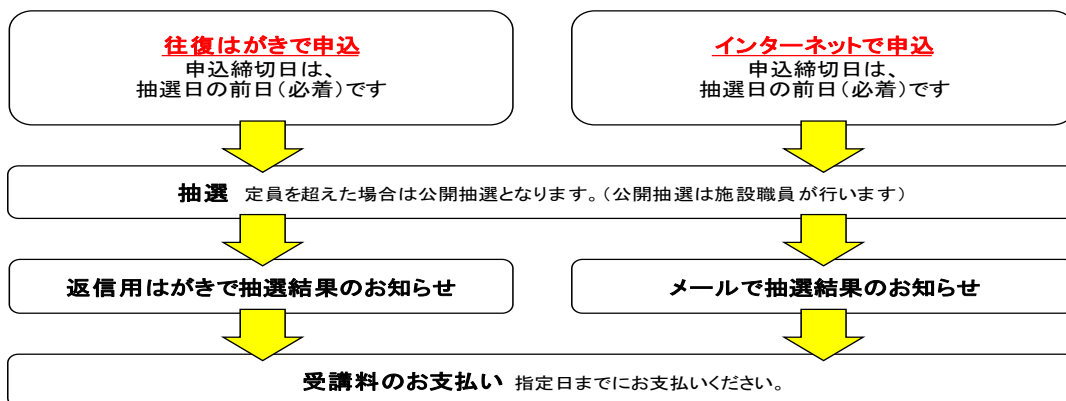 往復はがきで申込
申込締切日は、
抽選日の前日(必着)です
インターネットで申込
申込締切日は、
抽選日の前日(必着)です
抽選 定員を超えた場合は公開抽選となります。(公開抽選は施設職員が行います)
返信用はがきで抽選結果のお知らせ
メールで抽選結果のお知らせ
受講料のお支払い 指定日までにお支払いください。